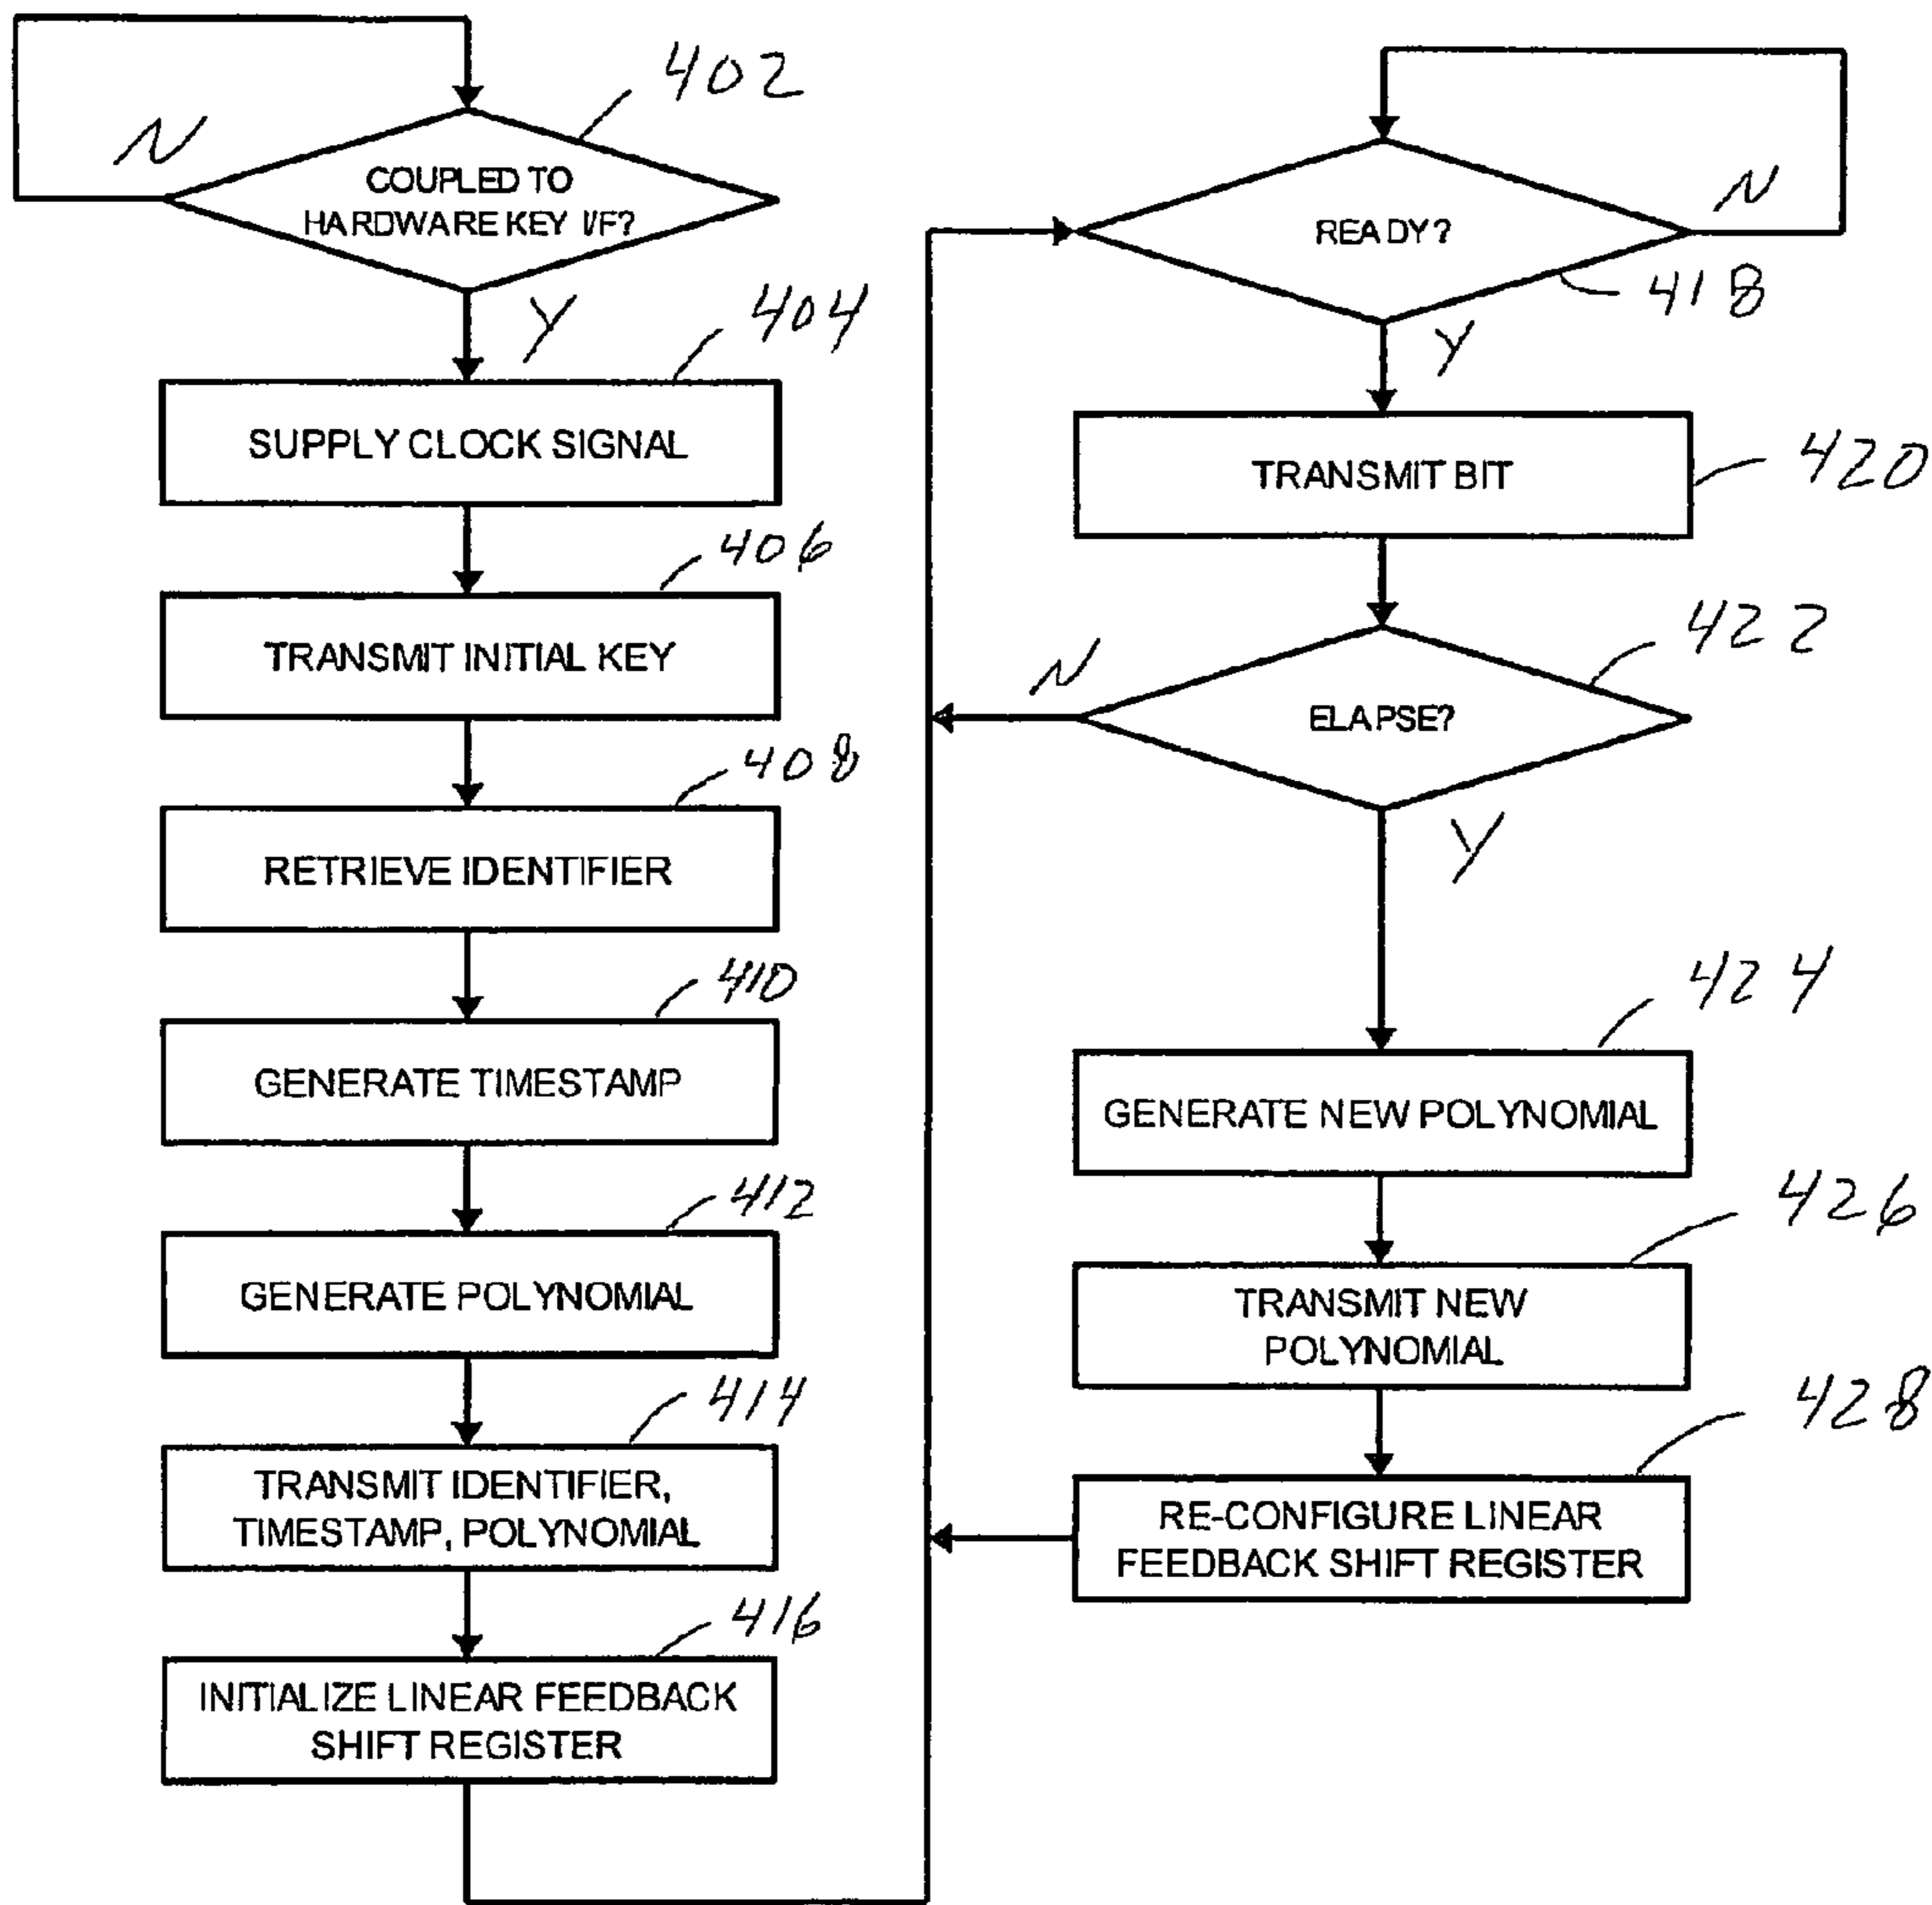 402
N
COUPLED TO
HARDWARE KEY I/F?
Y
404
SUPPLY CLOCK SIGNAL
406
TRANSMIT INITIAL KEY
408
RETRIEVE IDENTIFIER
410
GENERATE TIMESTAMP
412
GENERATE POLYNOMIAL
414
TRANSMIT IDENTIFIER,
TIMESTAMP, POLYNOMIAL
416
INITIALIZE LINEAR FEEDBACK
SHIFT REGISTER
N
READY?
418
Y
TRANSMIT BIT
420
422
N
ELAPSE?
Y
424
GENERATE NEW POLYNOMIAL
426
TRANSMIT NEW
POLYNOMIAL
428
RE-CONFIGURE LINEAR
FEEDBACK SHIFT REGISTER